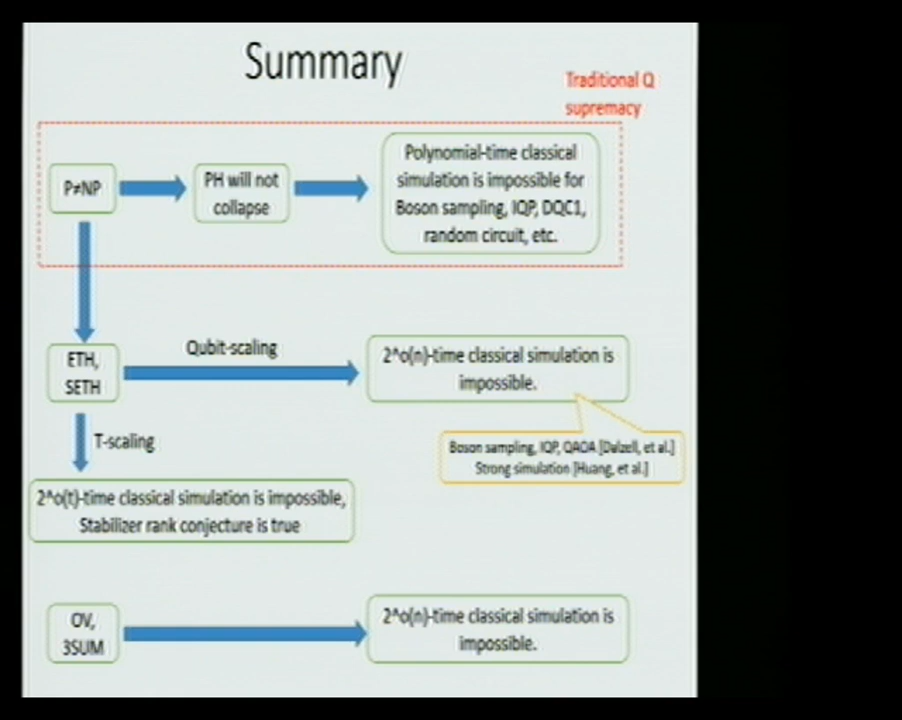 Summary
Traditional Q
supremacy
P≠NP
PH will not
collapse
Polynomial-time classical
simulation is impossible for
Boson sampling, IQP, DQC1,
random circuit, etc.
ETH,
SETH
Qubit-scaling
2^o(n)-time classical simulation is
impossible.
Boson sampling, IQP, QAOA [Dalzell, et al.]
Strong simulation [Huang, et al.]
T-scaling
2^o(t)-time classical simulation is impossible,
Stabilizer rank conjecture is true
OV,
3SUM
2^o(n)-time classical simulation is
impossible.